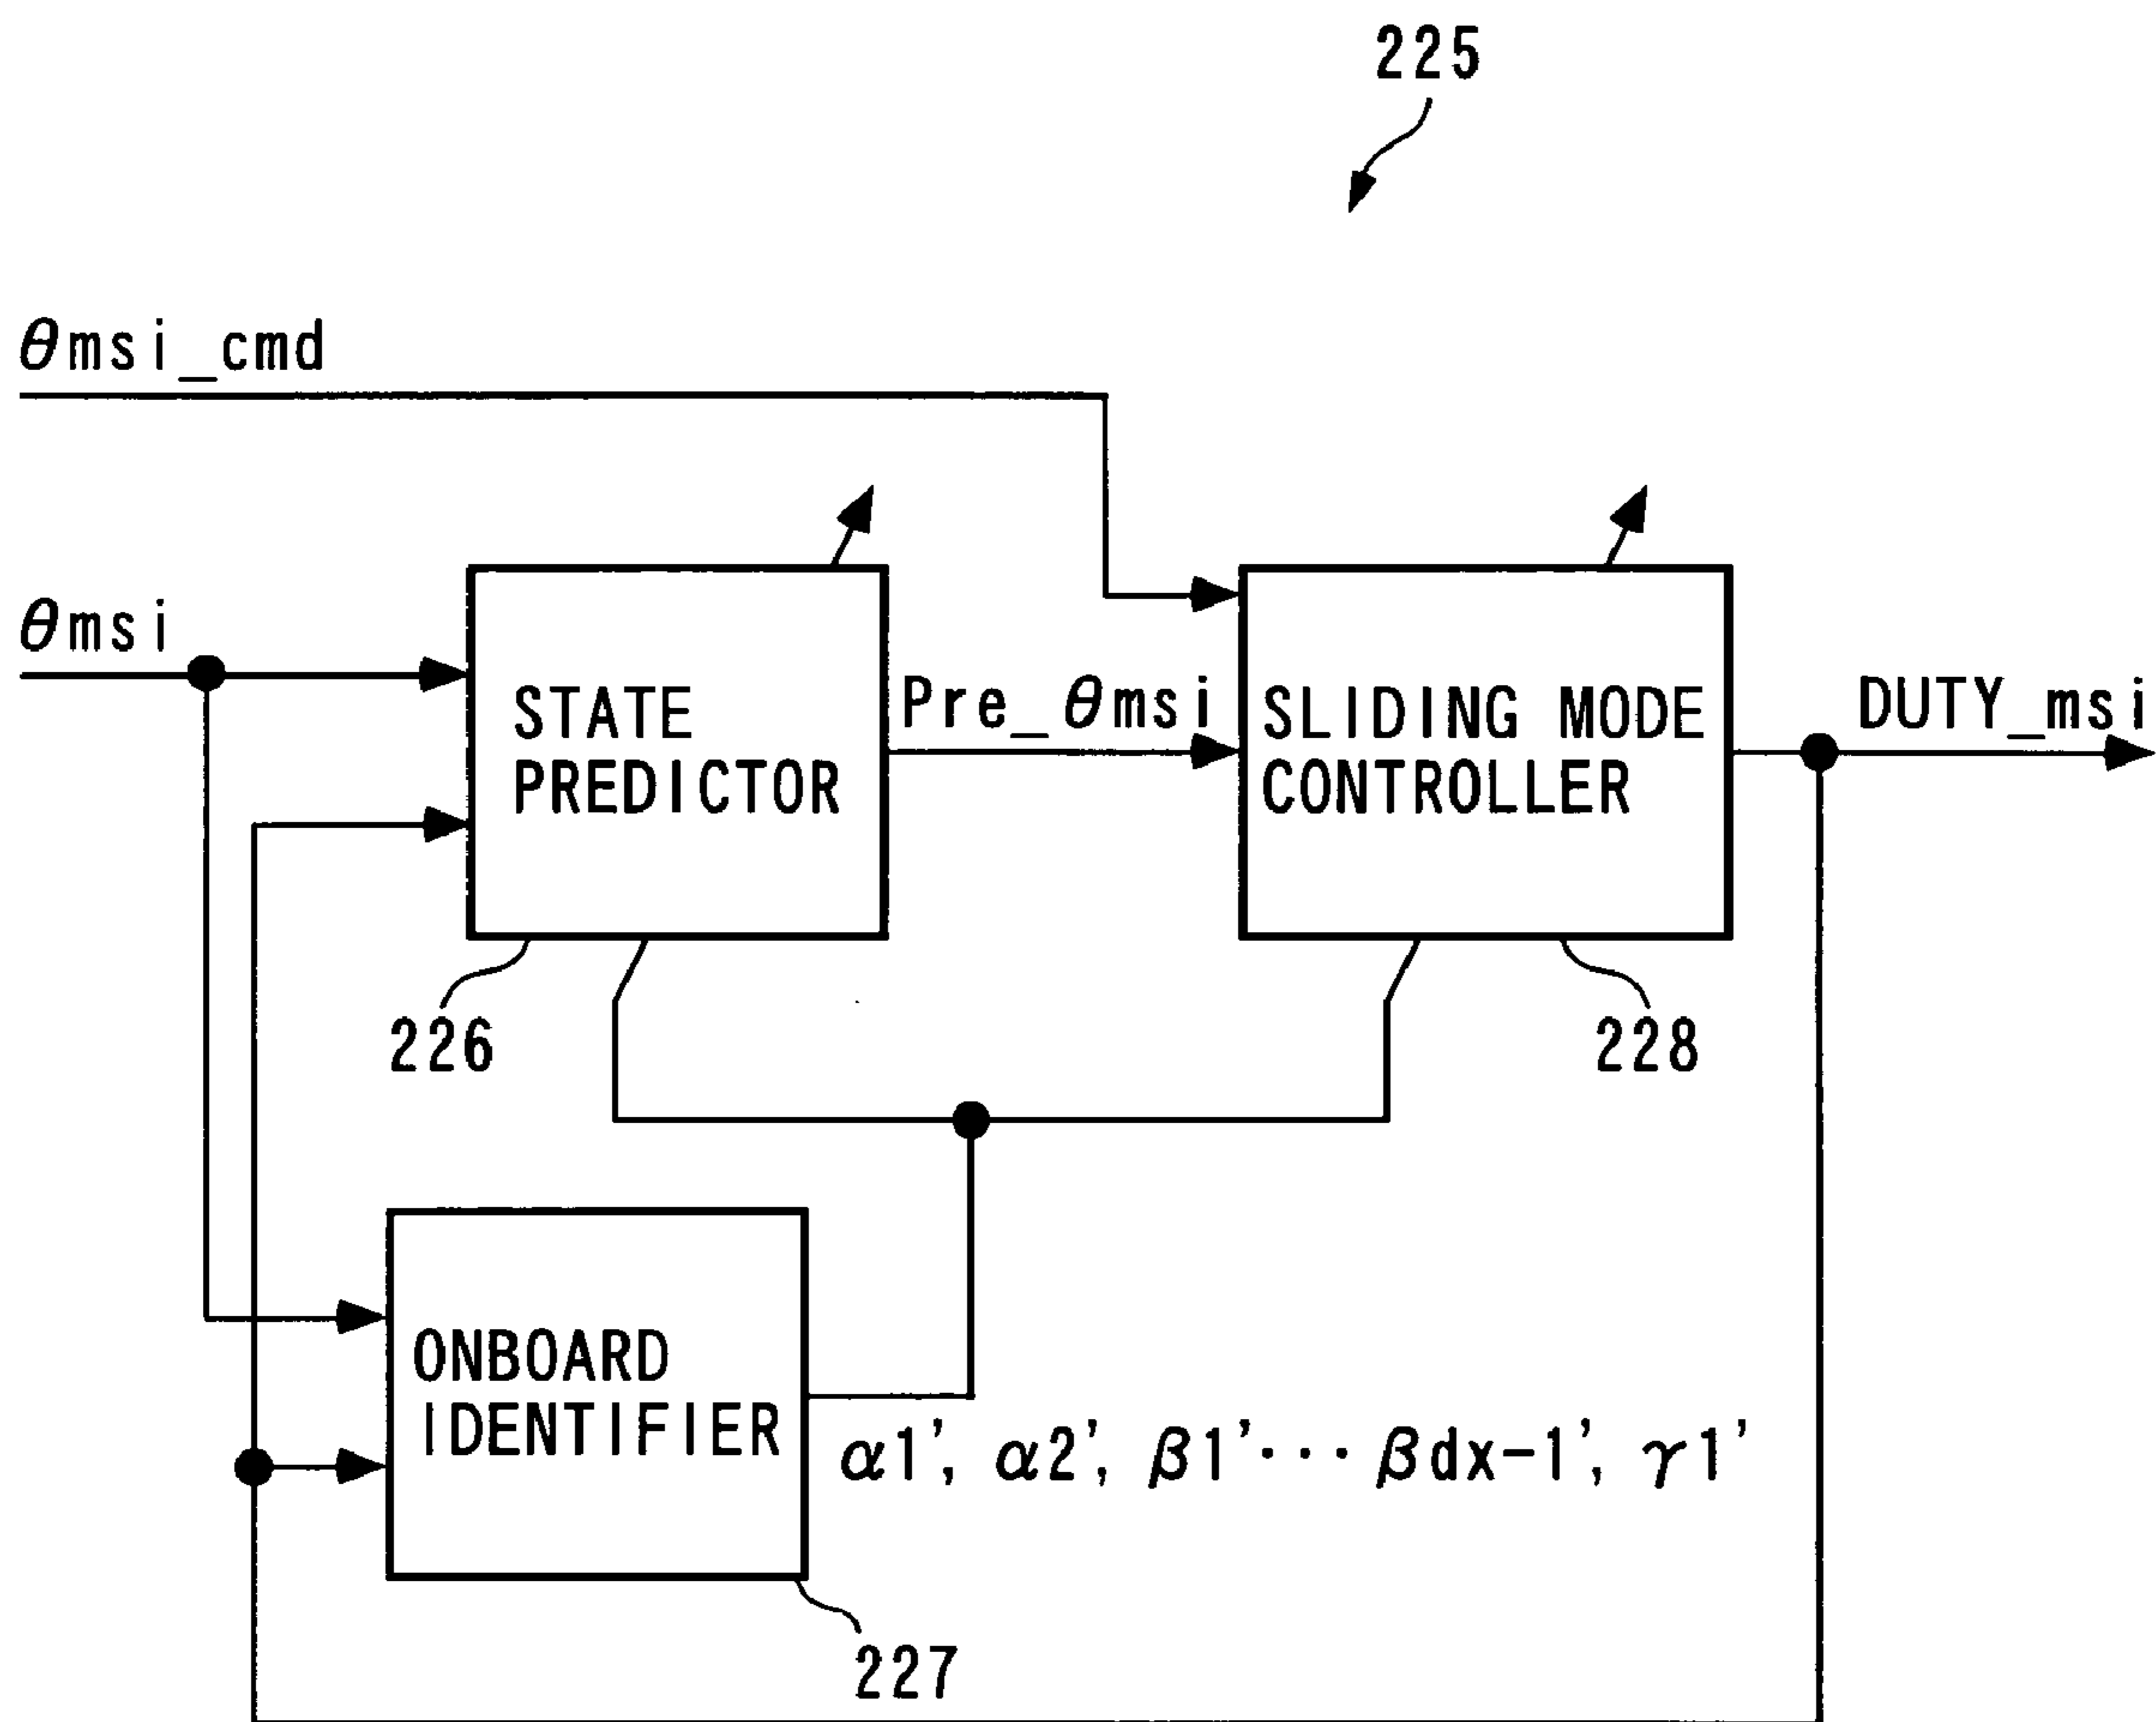 225
θmsi_cmd
θmsi
STATE
PREDICTOR
Pre_θmsi
SLIDING MODE
CONTROLLER
DUTY_msi
226
228
ONBOARD
IDENTIFIER
α1', α2', β1'··· βdx-1', γ1'
227